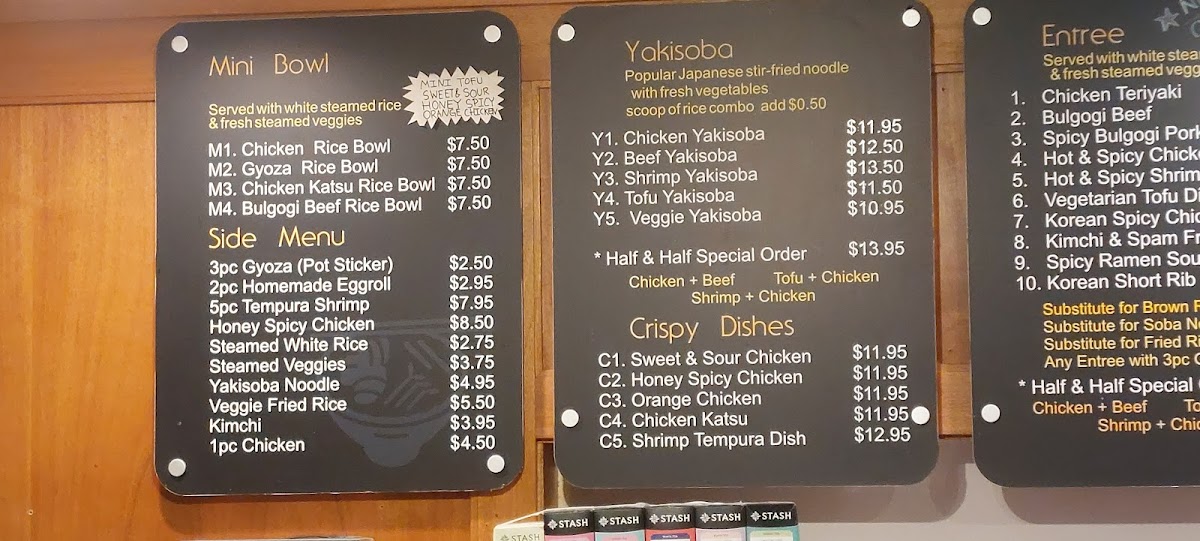 Mini Bowl
MINI TOFU
SWEET & SOUR
HONEY SPICY
ORANGE CHICKEN
Served with white steamed rice
& fresh steamed veggies
M1. Chicken Rice Bowl $7.50
M2. Gyoza Rice Bowl $7.50
M3. Chicken Katsu Rice Bowl $7.50
M4. Bulgogi Beef Rice Bowl $7.50
Side Menu
3pc Gyoza (Pot Sticker) $2.50
2pc Homemade Eggroll $2.95
5pc Tempura Shrimp $7.95
Honey Spicy Chicken $8.50
Steamed White Rice $2.75
Steamed Veggies $3.75
Yakisoba Noodle $4.95
Veggie Fried Rice $5.50
Kimchi $3.95
1pc Chicken $4.50
Yakisoba
Popular Japanese stir-fried noodle
with fresh vegetables
scoop of rice combo add $0.50
Y1. Chicken Yakisoba $11.95
Y2. Beef Yakisoba $12.50
Y3. Shrimp Yakisoba $13.50
Y4. Tofu Yakisoba $11.50
Y5. Veggie Yakisoba $10.95
* Half & Half Special Order $13.95
Chicken + Beef Tofu + Chicken
Shrimp + Chicken
Crispy Dishes
C1. Sweet & Sour Chicken $11.95
C2. Honey Spicy Chicken $11.95
C3. Orange Chicken $11.95
C4. Chicken Katsu $11.95
C5. Shrimp Tempura Dish $12.95
Entree
Served with white stea
& fresh steamed vegg
1. Chicken Teriyaki
2. Bulgogi Beef
3. Spicy Bulgogi Pork
4. Hot & Spicy Chick
5. Hot & Spicy Shrim
6. Vegetarian Tofu Di
7. Korean Spicy Chic
8. Kimchi & Spam Fr
9. Spicy Ramen Sou
10. Korean Short Rib
Substitute for Brown R
Substitute for Soba No
Substitute for Fried Ri
Any Entree with 3pc G
* Half & Half Special
Chicken + Beef To
Shrimp + Chic
STASH
STASH
STASH
STASH
STASH
STASH